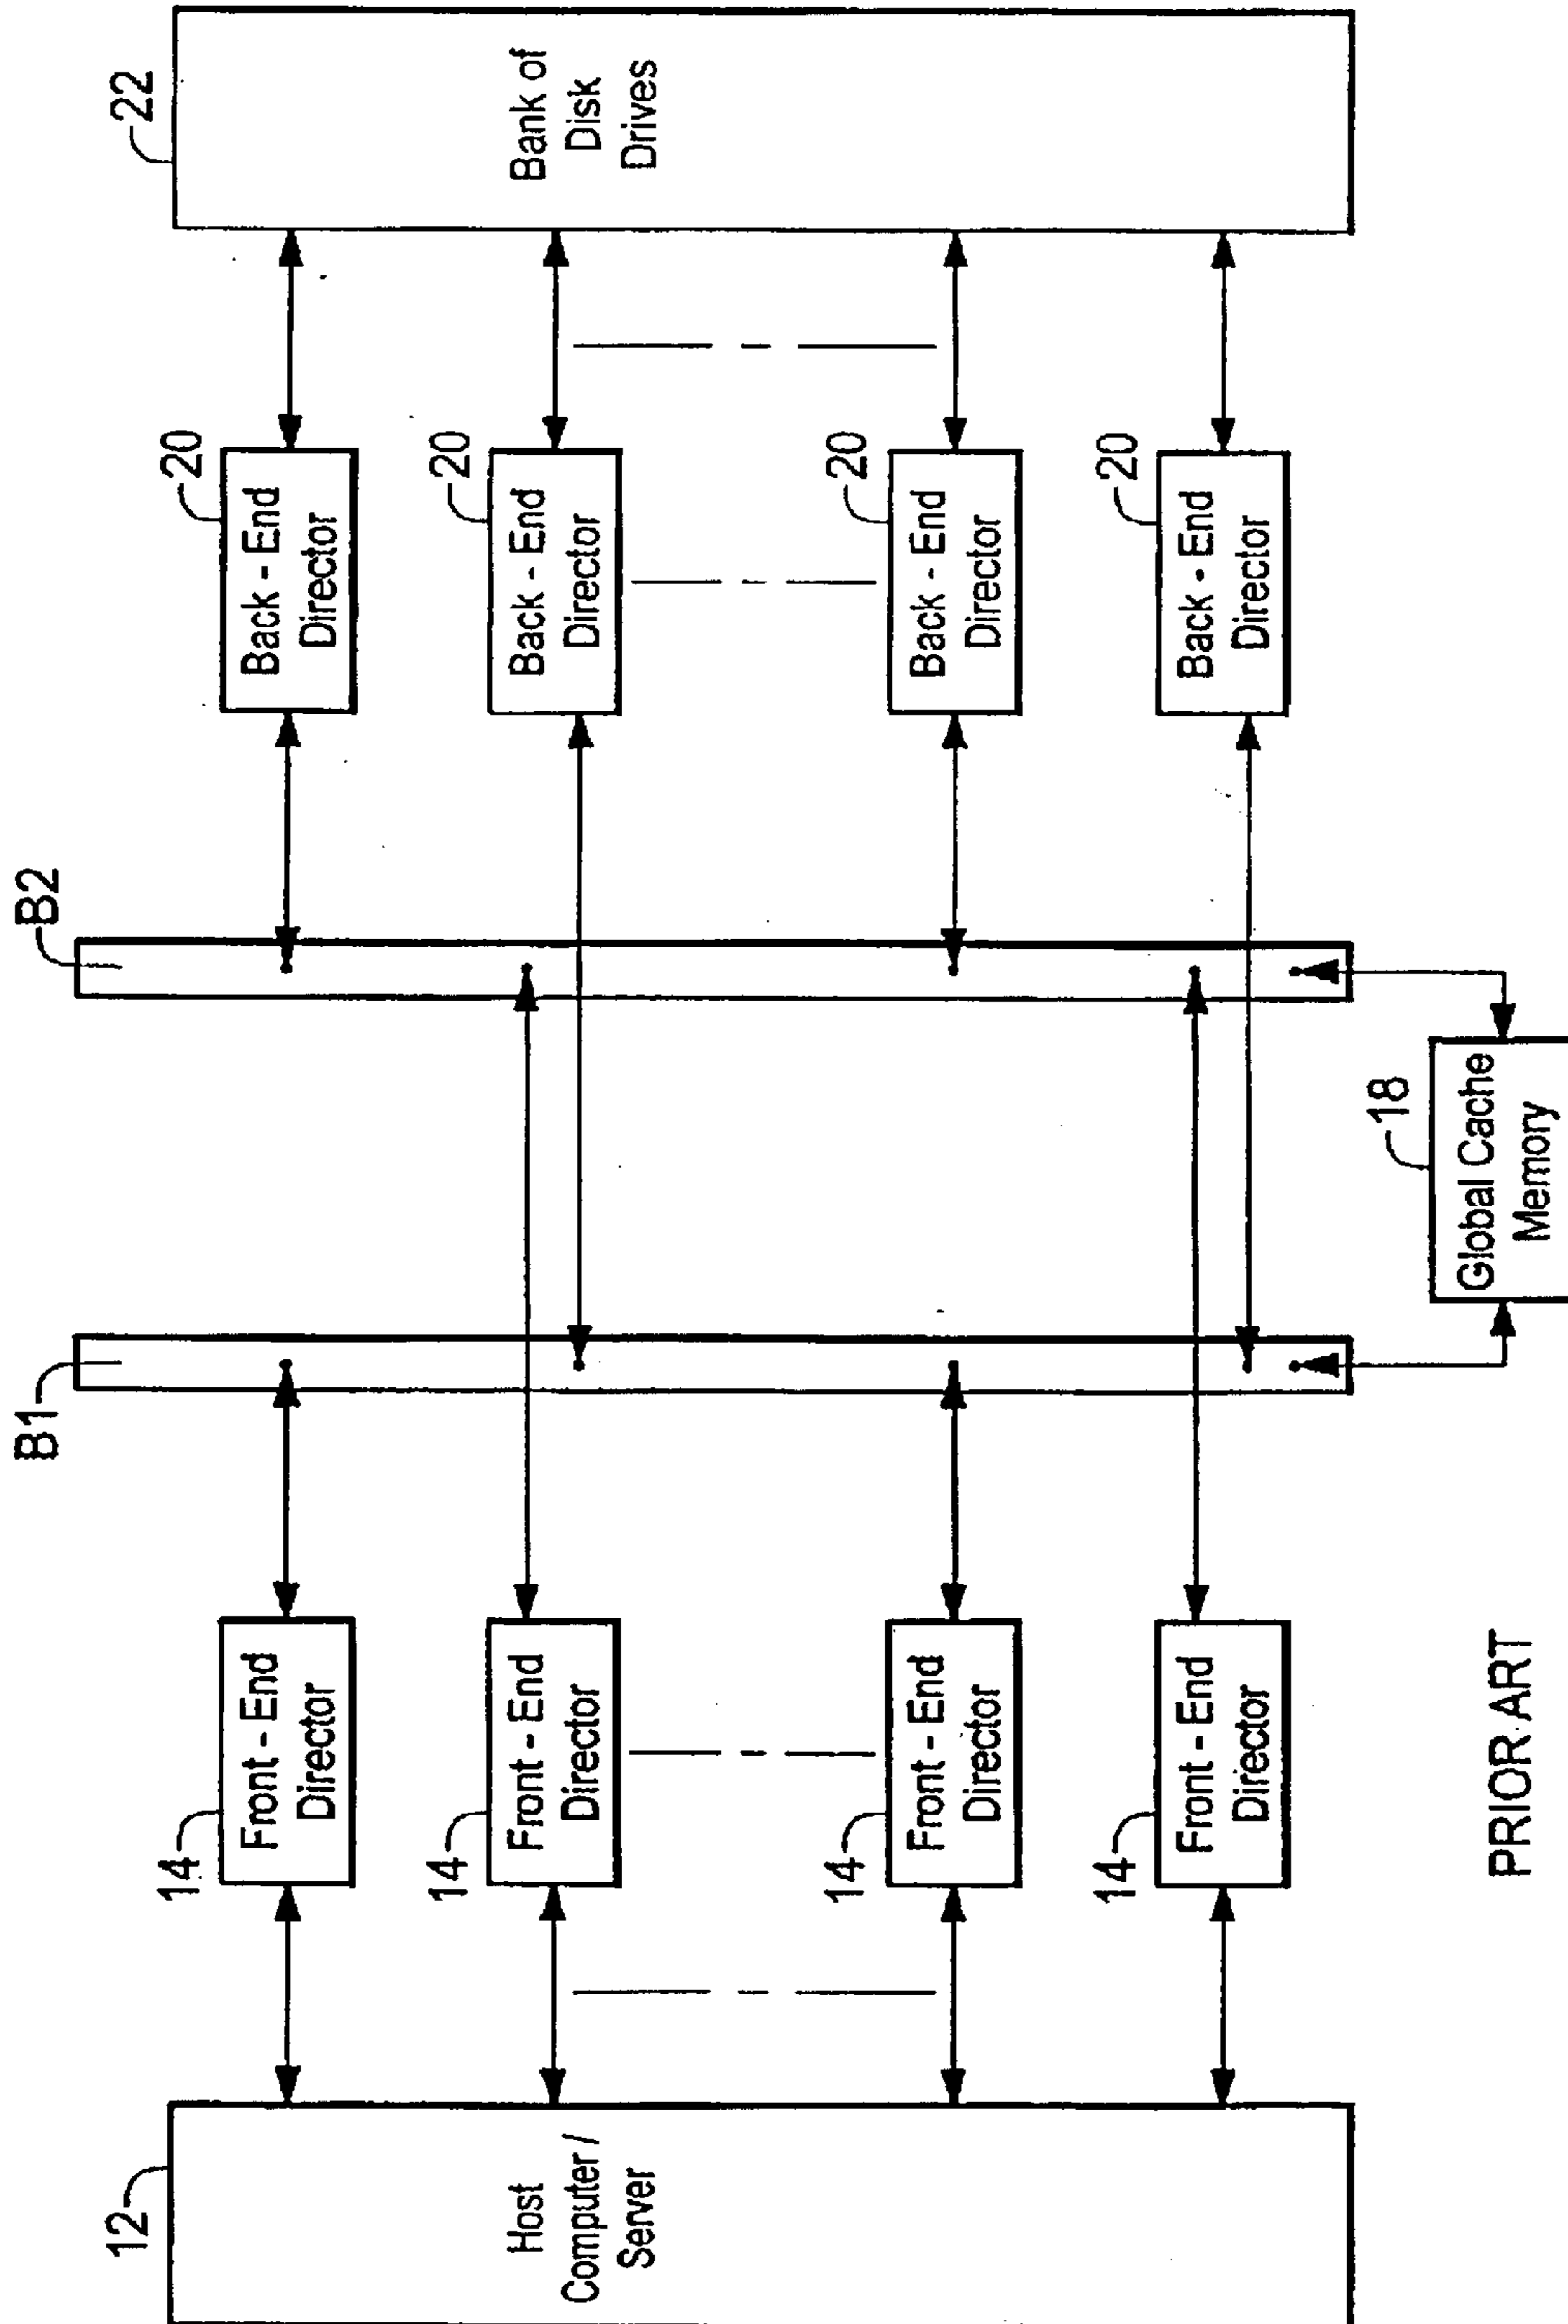 B1
B2
12
Host
Computer /
Server
14
Front - End
Director
14
Front - End
Director
14
Front - End
Director
14
Front - End
Director
20
Back - End
Director
20
Back - End
Director
20
Back - End
Director
20
Back - End
Director
22
Bank of
Disk
Drives
18
Global Cache
Memory
PRIOR ART